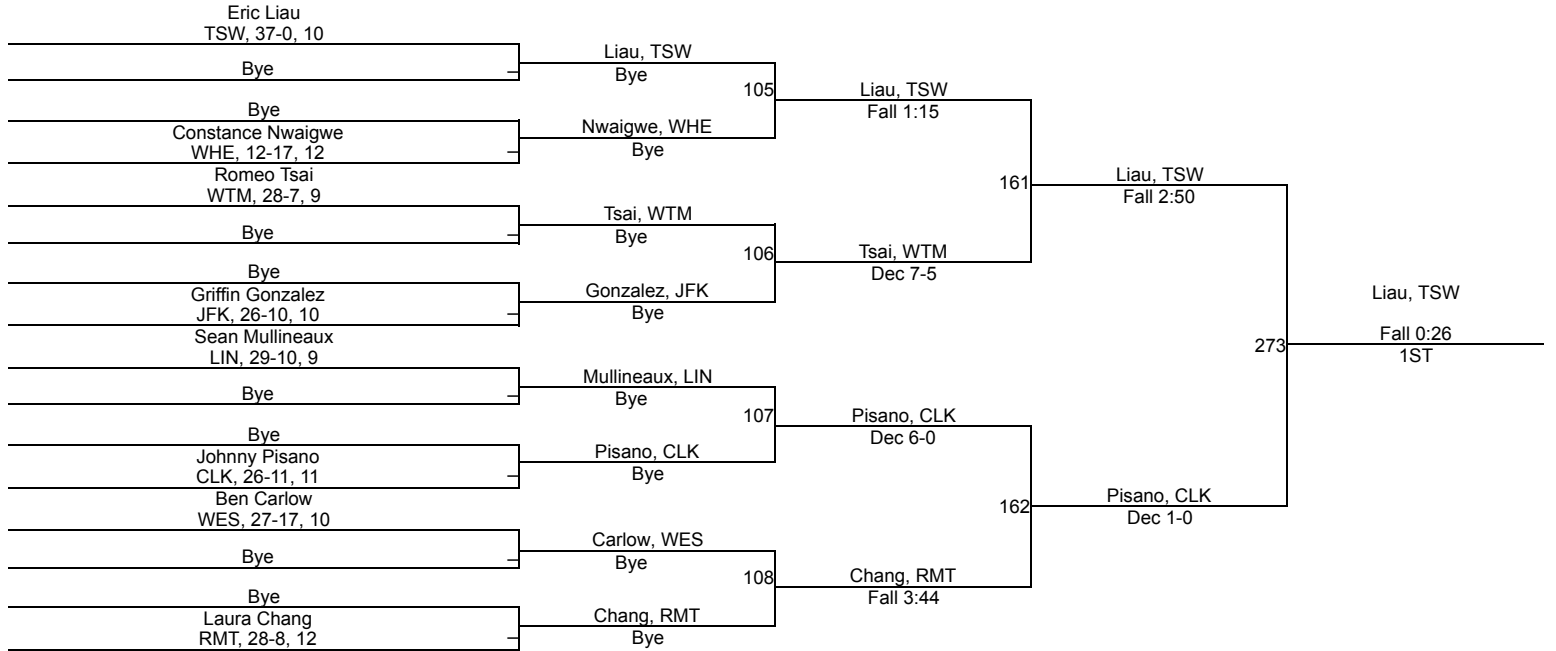 Eric Liau
TSW, 37-0, 10
Bye
Bye
Constance Nwaigwe
WHE, 12-17, 12
Romeo Tsai
WTM, 28-7, 9
Bye
Bye
Griffin Gonzalez
JFK, 26-10, 10
Sean Mullineaux
LIN, 29-10, 9
Bye
Bye
Johnny Pisano
CLK, 26-11, 11
Ben Carlow
WES, 27-17, 10
Bye
Bye
Laura Chang
RMT, 28-8, 12
Liau, TSW
Bye
105
Nwaigwe, WHE
Bye
Tsai, WTM
Bye
106
Gonzalez, JFK
Bye
Mullineaux, LIN
Bye
107
Pisano, CLK
Bye
Carlow, WES
Bye
108
Chang, RMT
Bye
Liau, TSW
Fall 1:15
161
Tsai, WTM
Dec 7-5
Pisano, CLK
Dec 6-0
162
Chang, RMT
Fall 3:44
Liau, TSW
Fall 2:50
273
Pisano, CLK
Dec 1-0
Liau, TSW
Fall 0:26
1ST